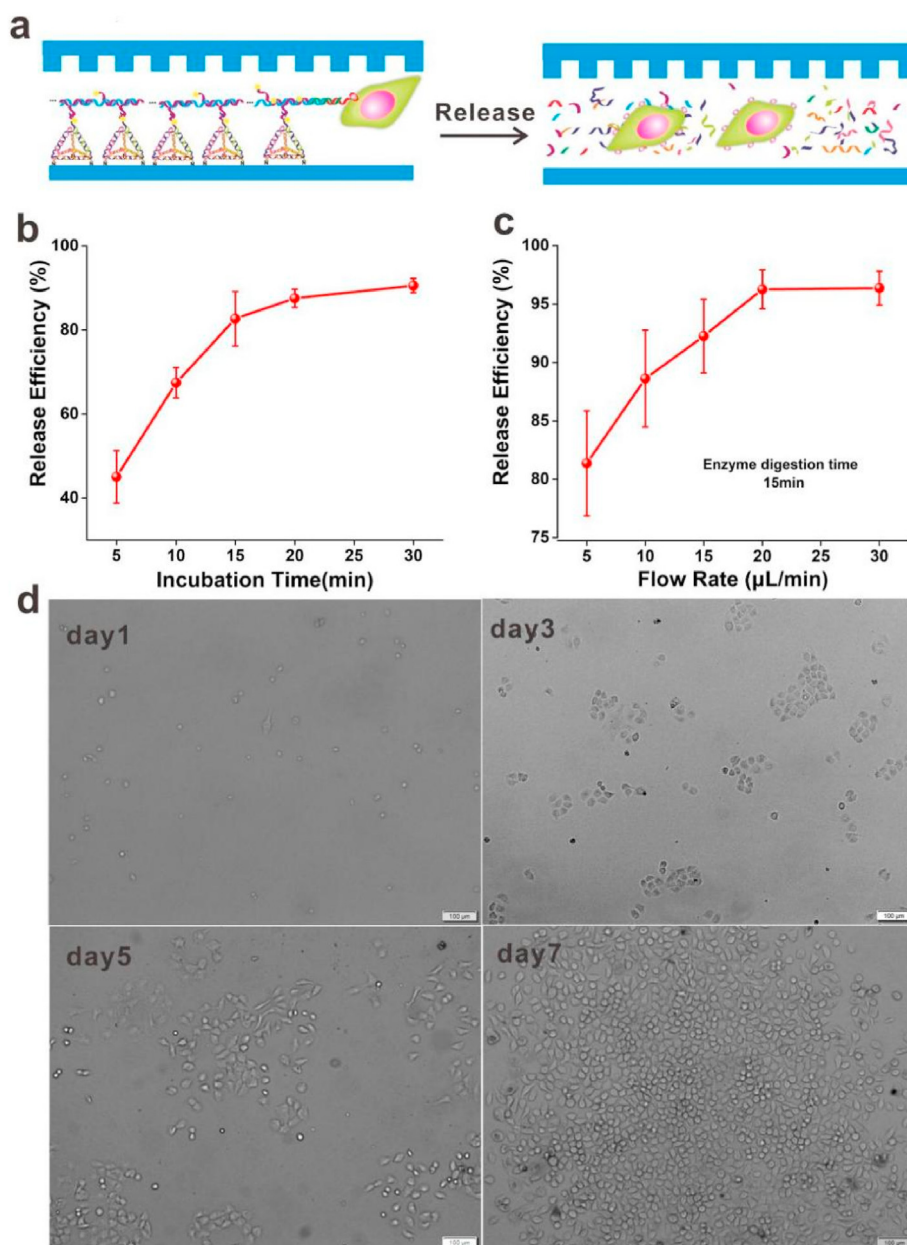 a
Release
b
100
80
60
40
Release Efficiency (%)
5 10 15 20 25 30
Incubation Time(min)
c
100
95
90
85
80
75
Release Efficiency (%)
Enzyme digestion time
15min
5 10 15 20 25 30
Flow Rate (μL/min)
d
day1
100 μm
day3
100 μm
day5
100 μm
day7
100 μm